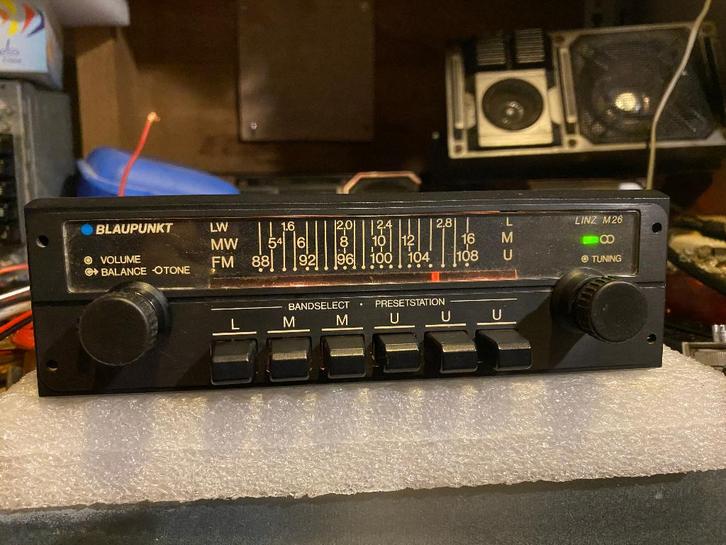 BLAUPUNKT
VOLUME
BALANCE TONE
LW 1.6 2.0 2.4 2.8 L
MW 5⁴ 6 8 10 12 16 M
FM 88 92 96 100 104 108 U
LINZ M26
TUNING
BANDSELECT · PRESETSTATION
L M M U U U